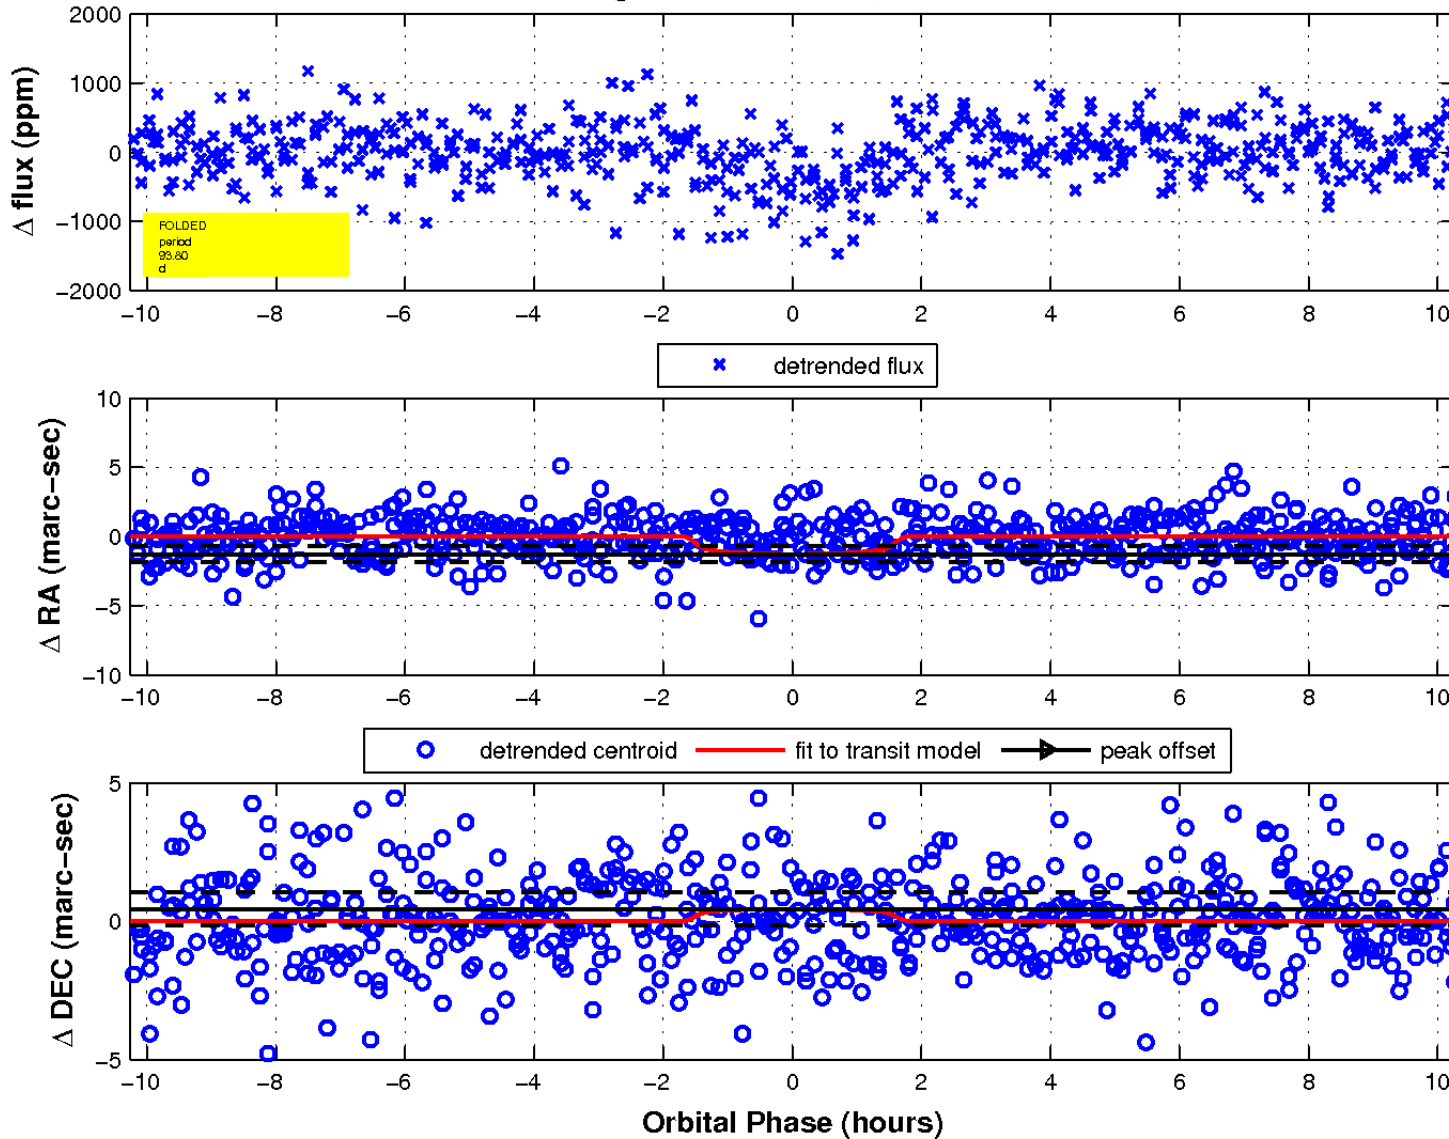 2000
1000
0
−1000
−2000
Δ flux (ppm)
FOLDED
period
93.80
d
−10 −8 −6 −4 −2 0 2 4 6 8 10
detrended flux
10
5
0
−5
−10
Δ RA (marc−sec)
−10 −8 −6 −4 −2 0 2 4 6 8 10
detrended centroid fit to transit model peak offset
5
0
−5
Δ DEC (marc−sec)
−10 −8 −6 −4 −2 0 2 4 6 8 10
Orbital Phase (hours)